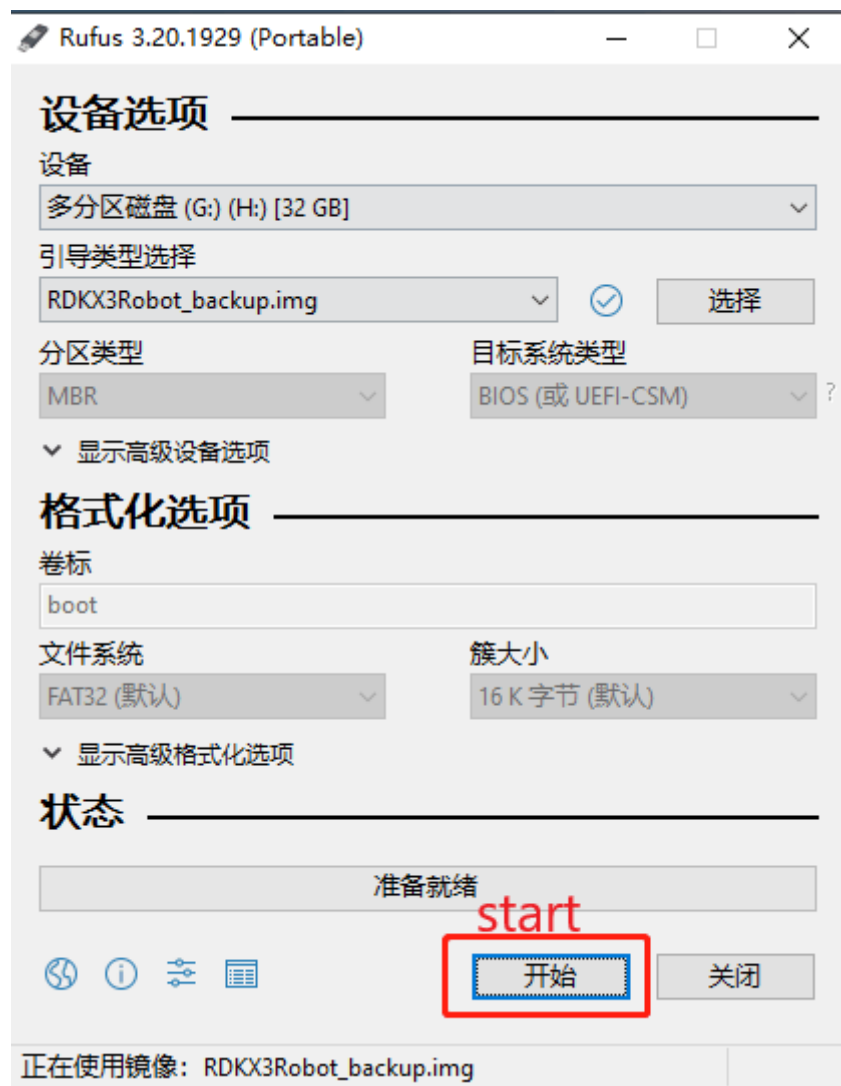 Rufus 3.20.1929 (Portable)
设备选项
设备
多分区磁盘 (G:) (H:) [32 GB]
引导类型选择
RDKX3Robot_backup.img
选择
分区类型
目标系统类型
MBR
BIOS (或 UEFI-CSM)
?
显示高级设备选项
格式化选项
卷标
boot
文件系统
簇大小
FAT32 (默认)
16 K 字节 (默认)
显示高级格式化选项
状态
准备就绪
start
开始
关闭
正在使用镜像：RDKX3Robot_backup.img